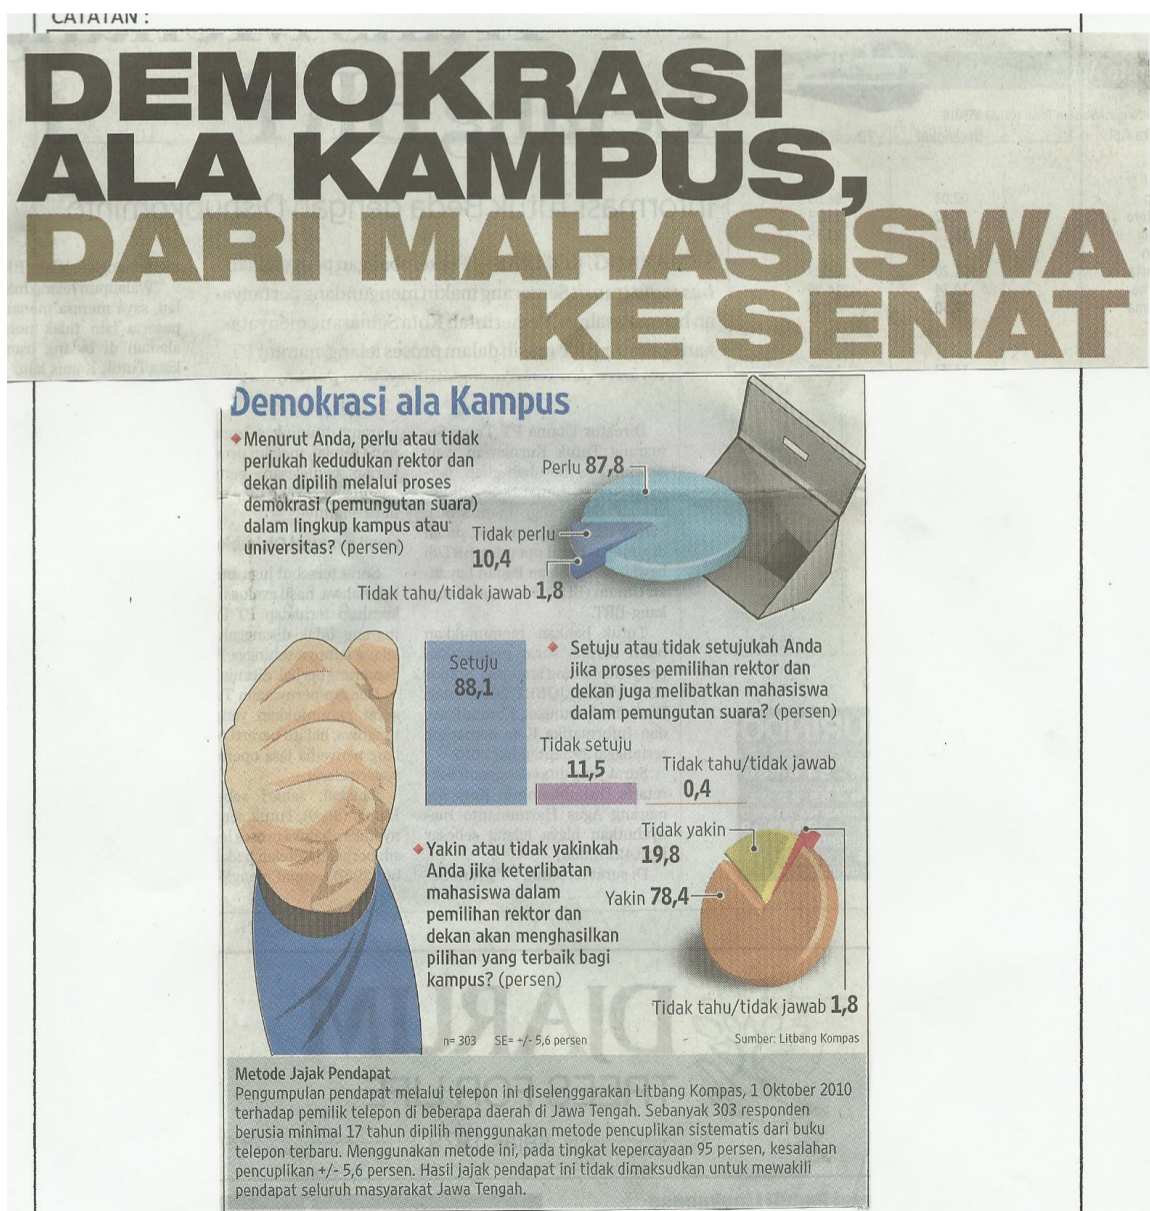 CATATAN :
DEMOKRASI
ALA KAMPUS,
DARI MAHASISWA
KE SENAT
Demokrasi ala Kampus
Menurut Anda, perlu atau tidak
perlukah kedudukan rektor dan
dekan dipilih melalui proses
demokrasi (pemungutan suara)
dalam lingkup kampus atau
universitas? (persen)
Perlu 87,8
Tidak perlu
10,4
Tidak tahu/tidak jawab 1,8
Setuju
88,1
Setuju atau tidak setujukah Anda
jika proses pemilihan rektor dan
dekan juga melibatkan mahasiswa
dalam pemungutan suara? (persen)
Tidak setuju
11,5
Tidak tahu/tidak jawab
0,4
Yakin atau tidak yakinkah
Anda jika keterlibatan
mahasiswa dalam
pemilihan rektor dan
dekan akan menghasilkan
pilihan yang terbaik bagi
kampus? (persen)
Tidak yakin
19,8
Yakin 78,4
Tidak tahu/tidak jawab 1,8
n= 303 SE= +/- 5,6 persen
Sumber: Litbang Kompas
Metode Jajak Pendapat
Pengumpulan pendapat melalui telepon ini diselenggarakan Litbang Kompas, 1 Oktober 2010
terhadap pemilik telepon di beberapa daerah di Jawa Tengah. Sebanyak 303 responden
berusia minimal 17 tahun dipilih menggunakan metode pencuplikan sistematis dari buku
telepon terbaru. Menggunakan metode ini, pada tingkat kepercayaan 95 persen, kesalahan
pencuplikan +/- 5,6 persen. Hasil jajak pendapat ini tidak dimaksudkan untuk mewakili
pendapat seluruh masyarakat Jawa Tengah.